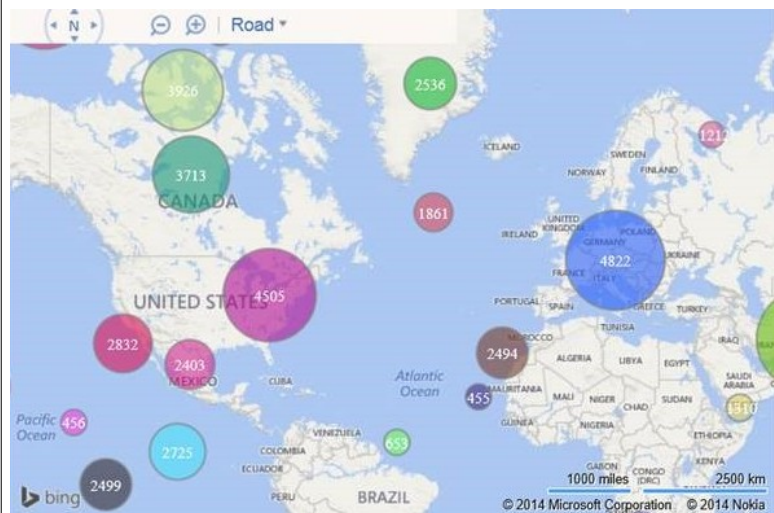 N
Road
3926
2536
1212
ICELAND
SWEDEN
NORWAY
FINLAND
3713
CANADA
1861
UNITED KINGDOM
IRELAND
POLAND
GERMANY
UKRAINE
4822
FRANCE
ITALY
4505
UNITED STATES
PORTUGAL
SPAIN
GREECE
TURKEY
TUNISIA
2832
2403
MEXICO
CUBA
2494
MOROCCO
IRAQ
IRAN
ALGERIA
LIBYA
EGYPT
SAUDI ARABIA
Atlantic Ocean
455
MAURITANIA
MALI
NIGER
CHAD
SUDAN
1310
456
Pacific Ocean
2725
VENEZUELA
653
GUINEA
NIGERIA
ETHIOPIA
COLOMBIA
ECUADOR
GABON
CONGO (DRC)
KENYA
2499
bing
PERU
BRAZIL
1000 miles
2500 km
© 2014 Microsoft Corporation
© 2014 Nokia